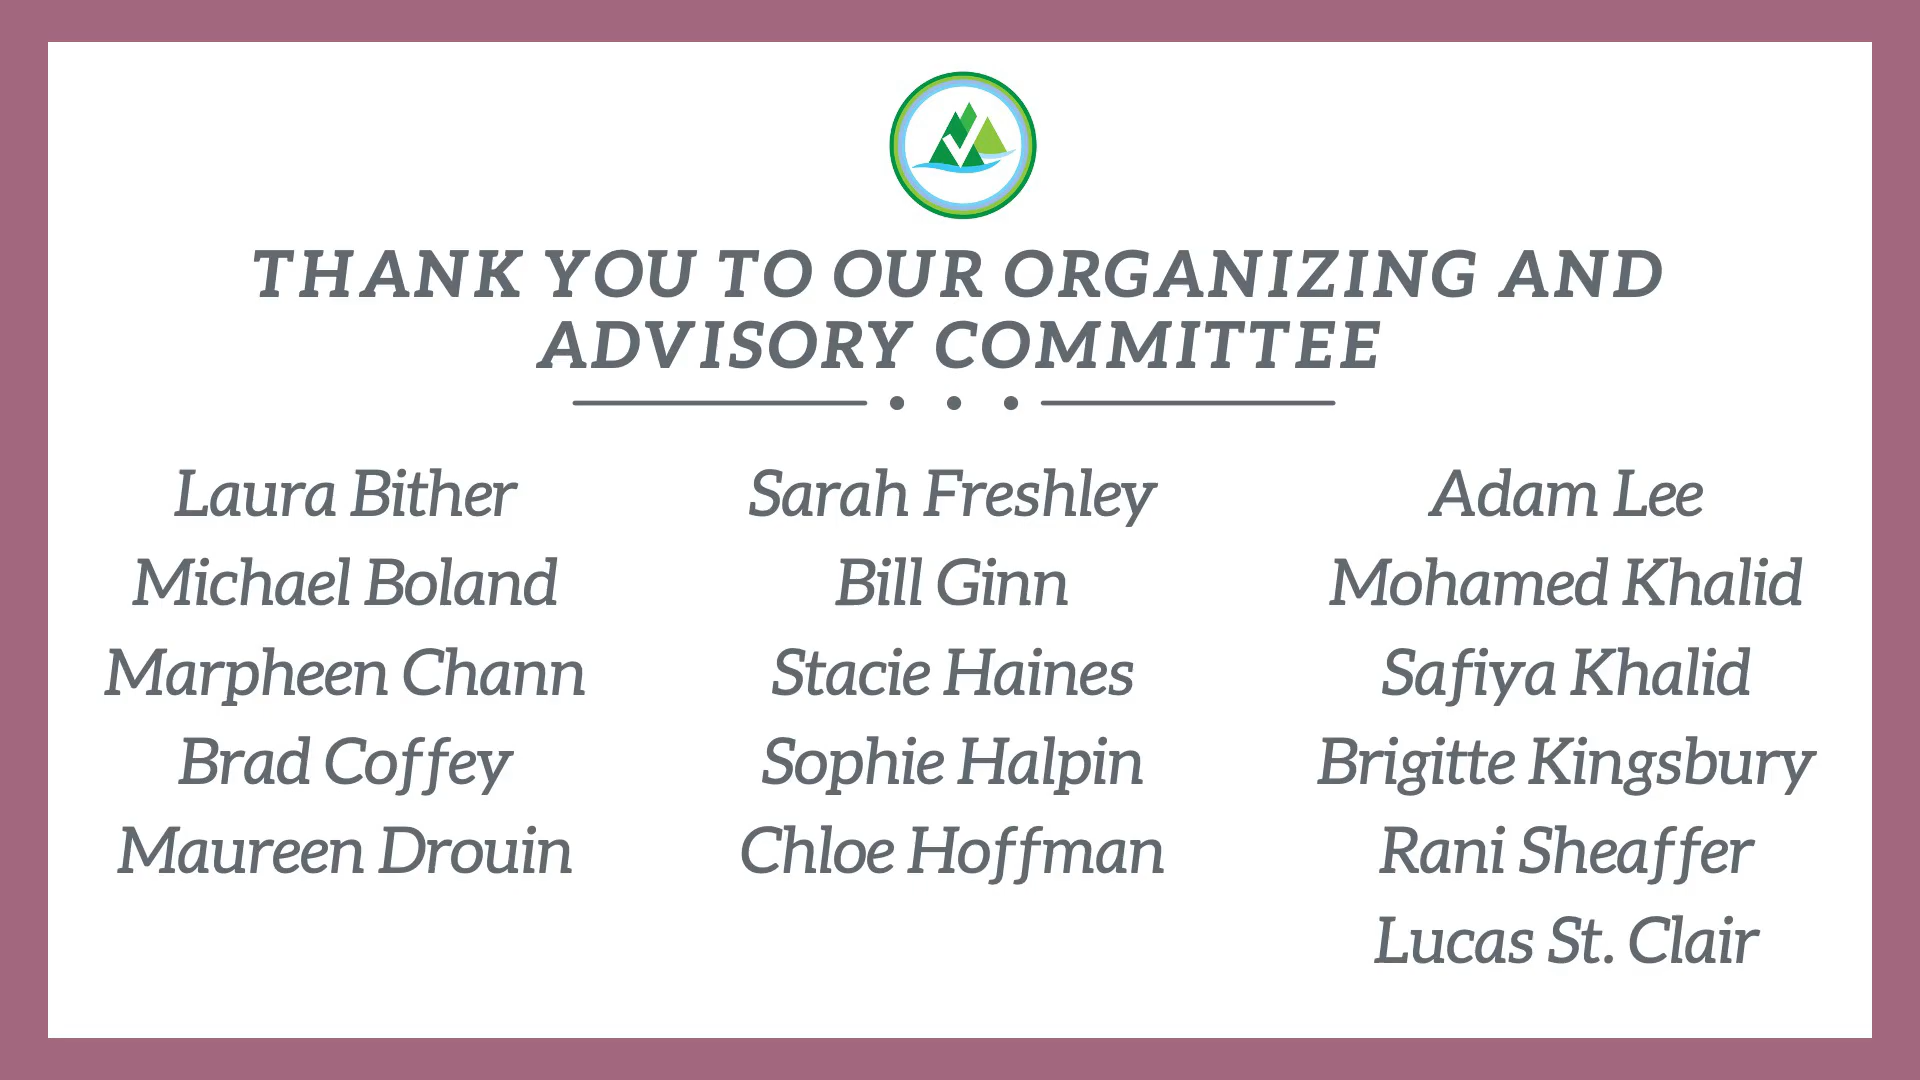 THANK YOU TO OUR ORGANIZING AND
ADVISORY COMMITTEE
Laura Bither
Michael Boland
Marpheen Chann
Brad Coffey
Maureen Drouin
Sarah Freshley
Bill Ginn
Stacie Haines
Sophie Halpin
Chloe Hoffman
Adam Lee
Mohamed Khalid
Safiya Khalid
Brigitte Kingsbury
Rani Sheaffer
Lucas St. Clair